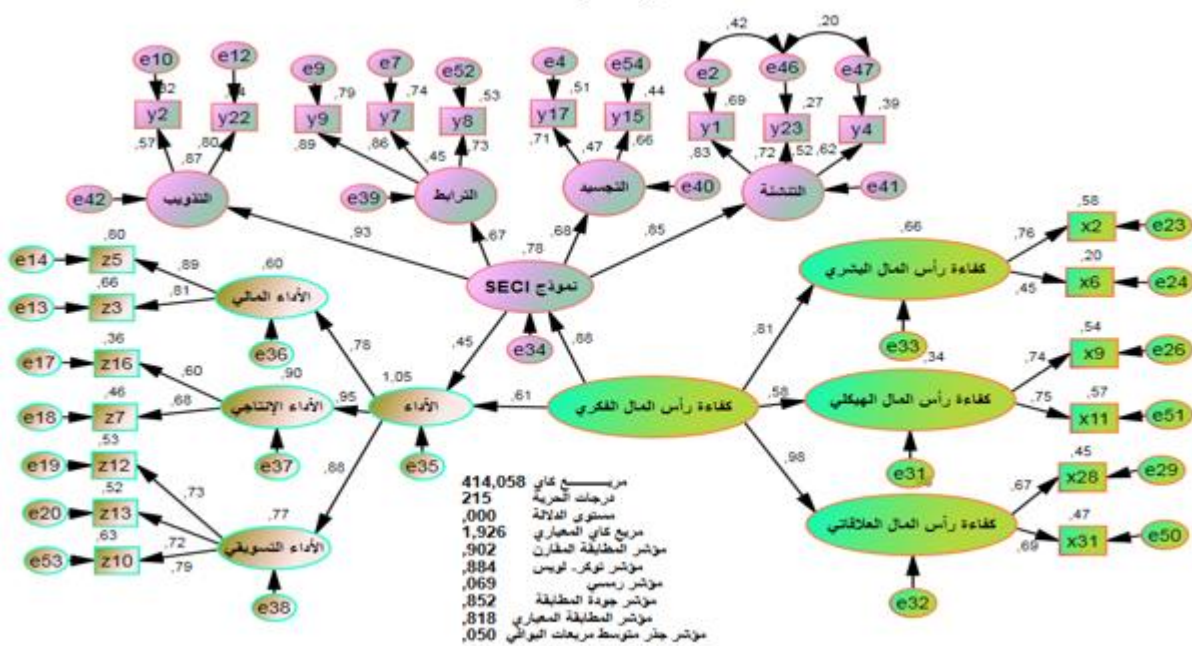 ,42 ,20
e10 e12 e9 e7 e52 e4 e54 e2 e46 e47
,79 ,74 ,53 ,51 ,44 ,69 ,27 ,39
y2 y22 y9 y7 y8 y17 y15 y1 y23 y4
,57 ,80 ,89 ,86 ,73 ,71 ,66 ,83 ,52 ,62
,87 ,45 ,47 ,72
e42 التذويب e39 الترابط التجسيد e40 التنشئة e41
,93 ,67 ,68 ,85
,78
نموذج SECI
e34
,66
كفاءة رأس المال البشري
,76 ,58
x2 e23
,45 ,20
x6 e24
e33
,81
,80
e14 z5 ,89
,66
e13 z3 ,81
,60
الأداء المالي
e36
,78 ,45 ,88
,36
e17 z16 ,60
,46
e18 z7 ,68
,90
الأداء الإنتاجي
e37
,95
1,05
الأداء
e35
,61
كفاءة رأس المال الفكري
,58
,34
كفاءة رأس المال الهيكلي
e31
,74 ,54
x9 e26
,75 ,57
x11 e51
,98
,53
e19 z12 ,73
,52
e20 z13 ,72
,63
e53 z10 ,79
,88
,77
الأداء التسويقي
e38
كفاءة رأس المال العلاقاتي
e32
,67 ,45
x28 e29
,69 ,47
x31 e50
مربع كاي 414,058
درجات الحرية 215
مستوى الدلالة ,000
مربع كاي المعياري 1,926
مؤشر المطابقة المقارن ,902
مؤشر توكر- لويس ,884
مؤشر رمسي ,069
مؤشر جودة المطابقة ,852
مؤشر المطابقة المعياري ,818
مؤشر جذر متوسط مربعات البواقي ,050